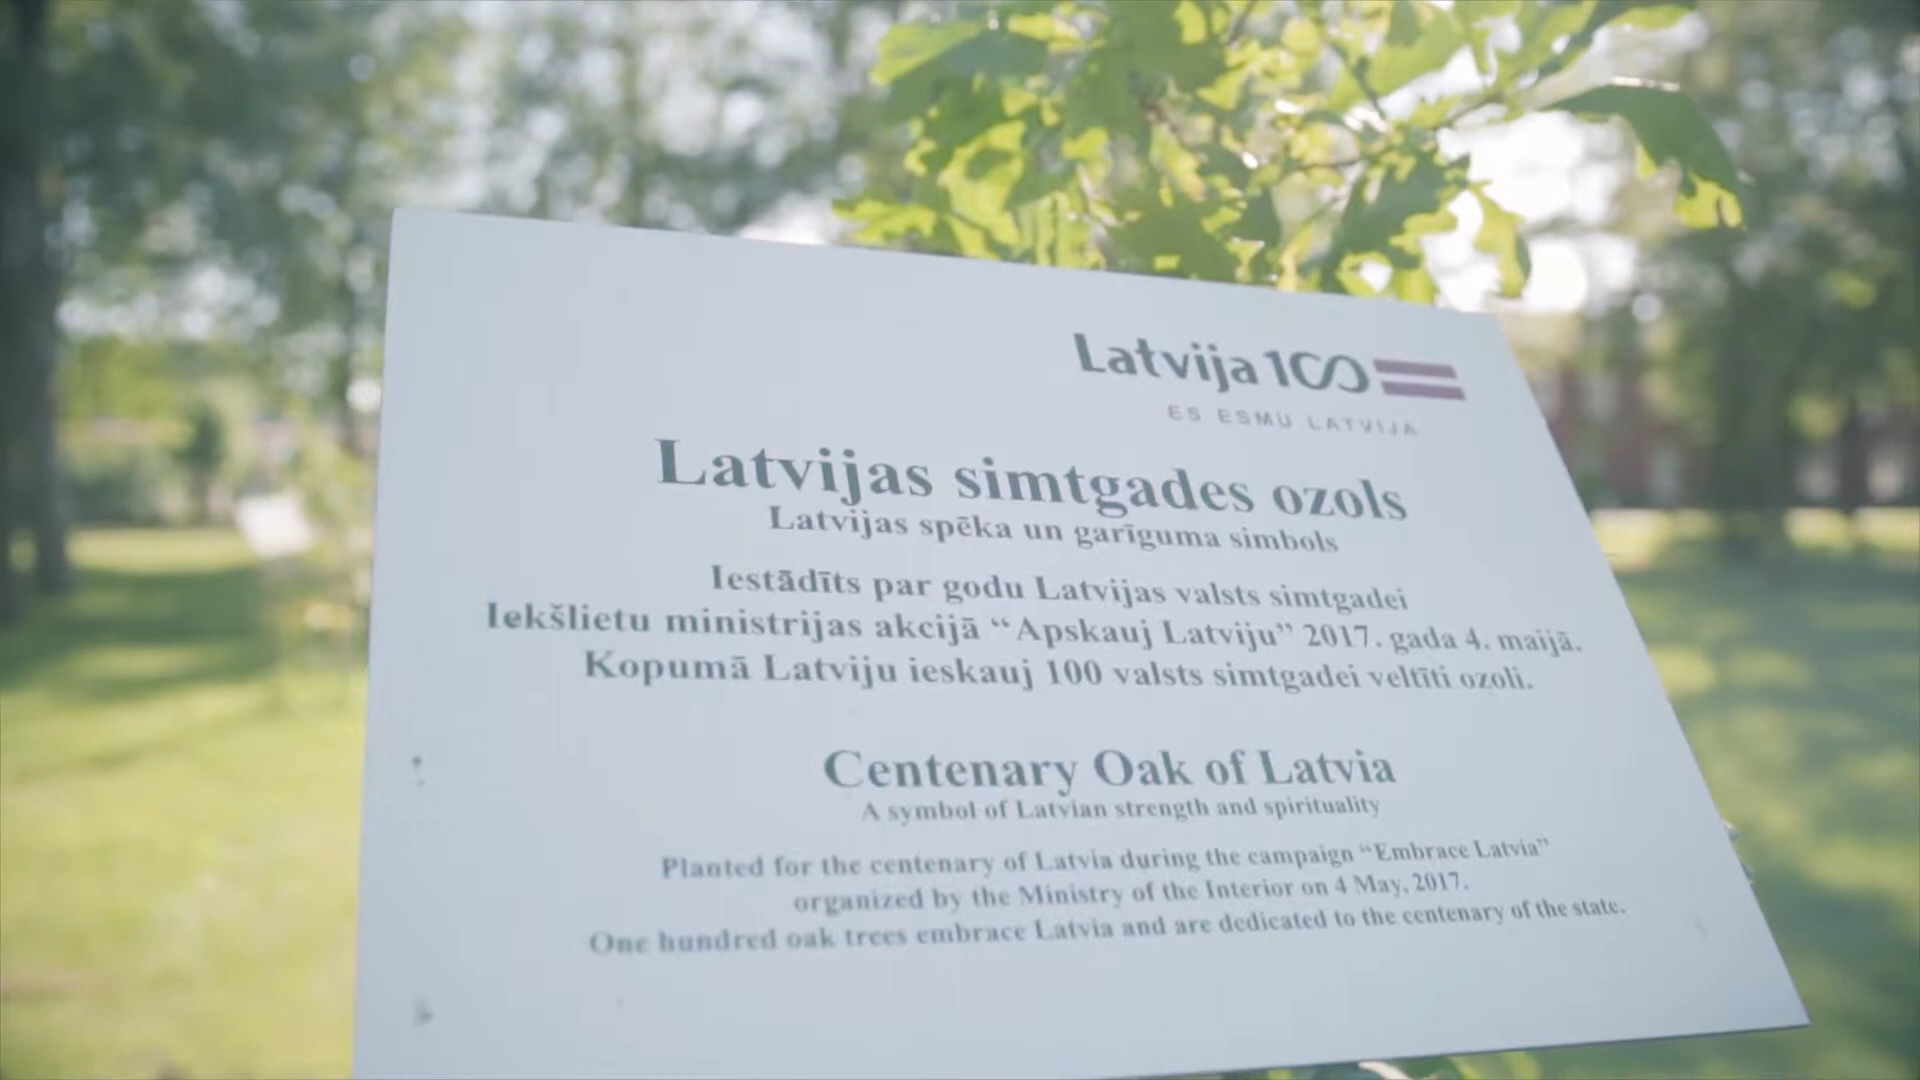 Latvija 100
ES ESMU LATVIJA
Latvijas simtgades ozols
Latvijas spēka un garīguma simbols
Iestādīts par godu Latvijas valsts simtgadei
Iekšlietu ministrijas akcijā “Apskauj Latviju” 2017. gada 4. maijā.
Kopumā Latviju ieskauj 100 valsts simtgadei veltīti ozoli.
Centenary Oak of Latvia
A symbol of Latvian strength and spirituality
Planted for the centenary of Latvia during the campaign “Embrace Latvia”
organized by the Ministry of the Interior on 4 May, 2017.
One hundred oak trees embrace Latvia and are dedicated to the centenary of the state.